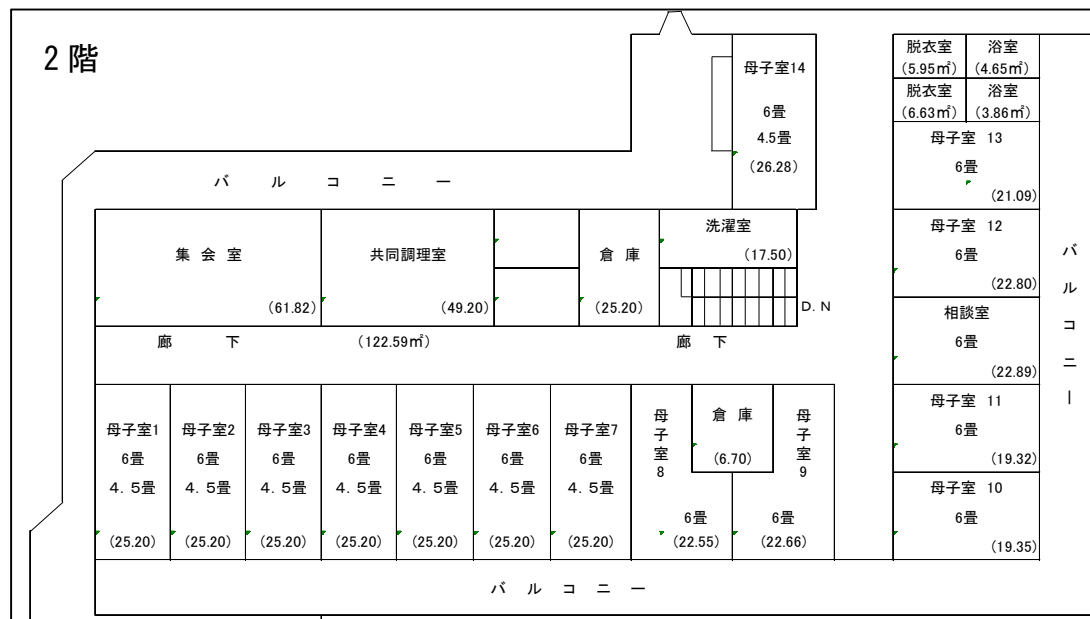 2階
脱衣室
(5.95㎡)
浴室
(4.65㎡)
脱衣室
(6.63㎡)
浴室
(3.86㎡)
母子室14
6畳
4.5畳
(26.28)
母子室 13
6畳
(21.09)
バルコニー
集会室
(61.82)
共同調理室
(49.20)
倉庫
(25.20)
洗濯室
(17.50)
D.N
母子室 12
6畳
(22.80)
バルコニー
相談室
6畳
(22.89)
廊下
(122.59㎡)
廊下
母子室 11
6畳
(19.32)
母子室 10
6畳
(19.35)
母子室1
6畳
4.5畳
(25.20)
母子室2
6畳
4.5畳
(25.20)
母子室3
6畳
4.5畳
(25.20)
母子室4
6畳
4.5畳
(25.20)
母子室5
6畳
4.5畳
(25.20)
母子室6
6畳
4.5畳
(25.20)
母子室7
6畳
4.5畳
(25.20)
母子室8
6畳
(22.55)
倉庫
(6.70)
母子室9
6畳
(22.66)
バルコニー